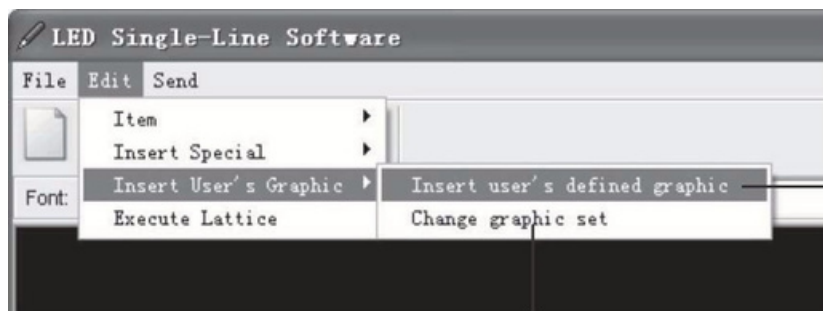 LED Single-Line Software
File Edit Send
Item
Insert Special
Insert User's Graphic
Insert user's defined graphic
Font:
Execute Lattice
Change graphic set